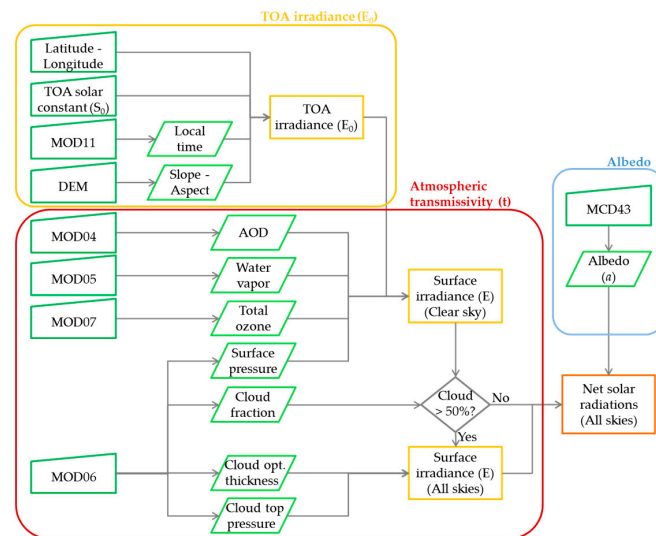 TOA irradiance (E₀)
Latitude -
Longitude
TOA solar
constant (S₀)
TOA
irradiance (E₀)
MOD11
Local
time
DEM
Slope -
Aspect
Albedo
MCD43
Albedo
(a)
Atmospheric
transmissivity (t)
MOD04
AOD
MOD05
Water
vapor
MOD07
Total
ozone
Surface
irradiance (E)
(Clear sky)
Surface
pressure
Cloud
fraction
Cloud
> 50%?
No
Yes
Net solar
radiations
(All skies)
MOD06
Cloud opt.
thickness
Cloud top
pressure
Surface
irradiance (E)
(All skies)